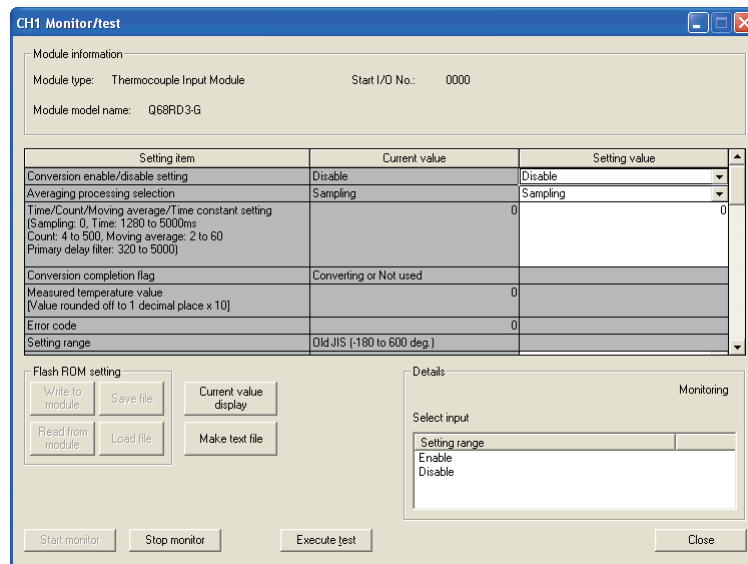 CH1 Monitor/test
Module information
Module type: Thermocouple Input Module Start I/O No.: 0000
Module model name: Q68RD3-G
Setting item Current value Setting value
Conversion enable/disable setting Disable Disable
Averaging processing selection Sampling Sampling
Time/Count/Moving average/Time constant setting 0 0
(Sampling: 0, Time: 1280 to 5000ms
Count: 4 to 500, Moving average: 2 to 60
Primary delay filter: 320 to 5000)
Conversion completion flag Converting or Not used
Measured temperature value 0
[Value rounded off to 1 decimal place x 10]
Error code 0
Setting range Old JIS (-180 to 600 deg.)
Flash ROM setting
Write to
module
Save file
Current value
display
Read from
module
Load file
Make text file
Details
Monitoring
Select input
Setting range
Enable
Disable
Start monitor Stop monitor Execute test Close